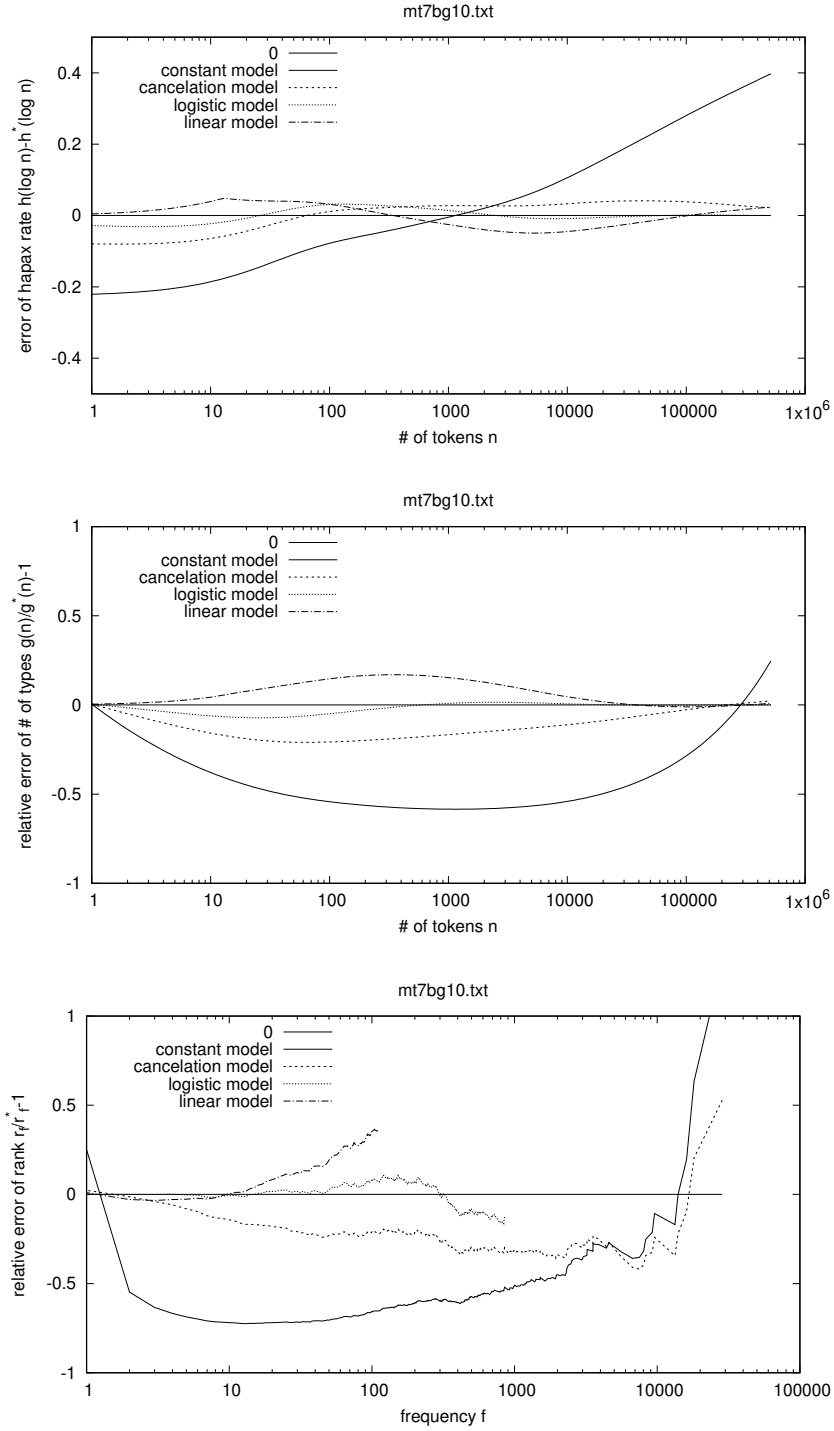 mt7bg10.txt
0
constant model
cancelation model
logistic model
linear model
error of hapax rate h(log n)-h*(log n)
0.4
0.2
0
-0.2
-0.4
1 10 100 1000 10000 100000 1x10^6
# of tokens n
mt7bg10.txt
0
constant model
cancelation model
logistic model
linear model
relative error of # of types g(n)/g*(n)-1
1
0.5
0
-0.5
-1
1 10 100 1000 10000 100000 1x10^6
# of tokens n
mt7bg10.txt
0
constant model
cancelation model
logistic model
linear model
relative error of rank r_f/r*_f-1
1
0.5
0
-0.5
-1
1 10 100 1000 10000 100000
frequency f